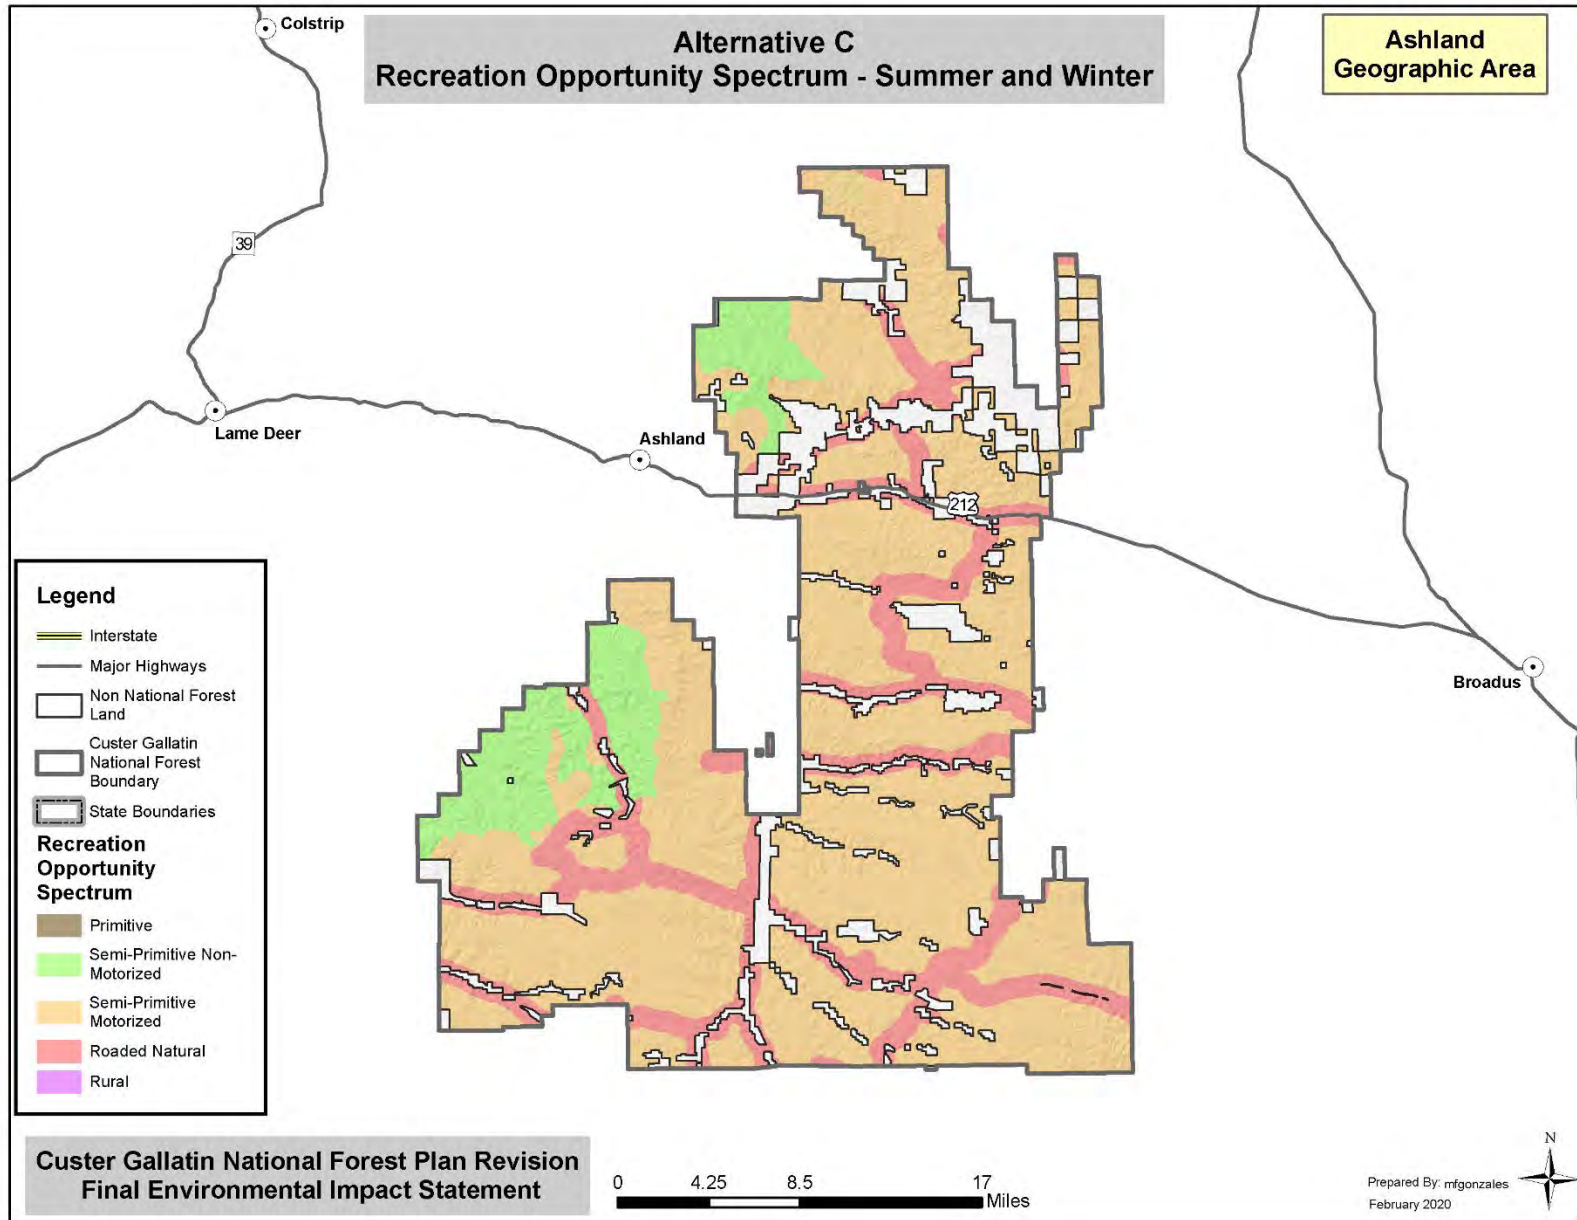 Colstrip
Alternative C
Recreation Opportunity Spectrum - Summer and Winter
Ashland
Geographic Area
39
Lame Deer
Ashland
212
Broadus
Legend
Interstate
Major Highways
Non National Forest
Land
Custer Gallatin
National Forest
Boundary
State Boundaries
Recreation
Opportunity
Spectrum
Primitive
Semi-Primitive Non-
Motorized
Semi-Primitive
Motorized
Roaded Natural
Rural
Custer Gallatin National Forest Plan Revision
Final Environmental Impact Statement
0 4.25 8.5 17
Miles
N
Prepared By: mfgonzales
February 2020